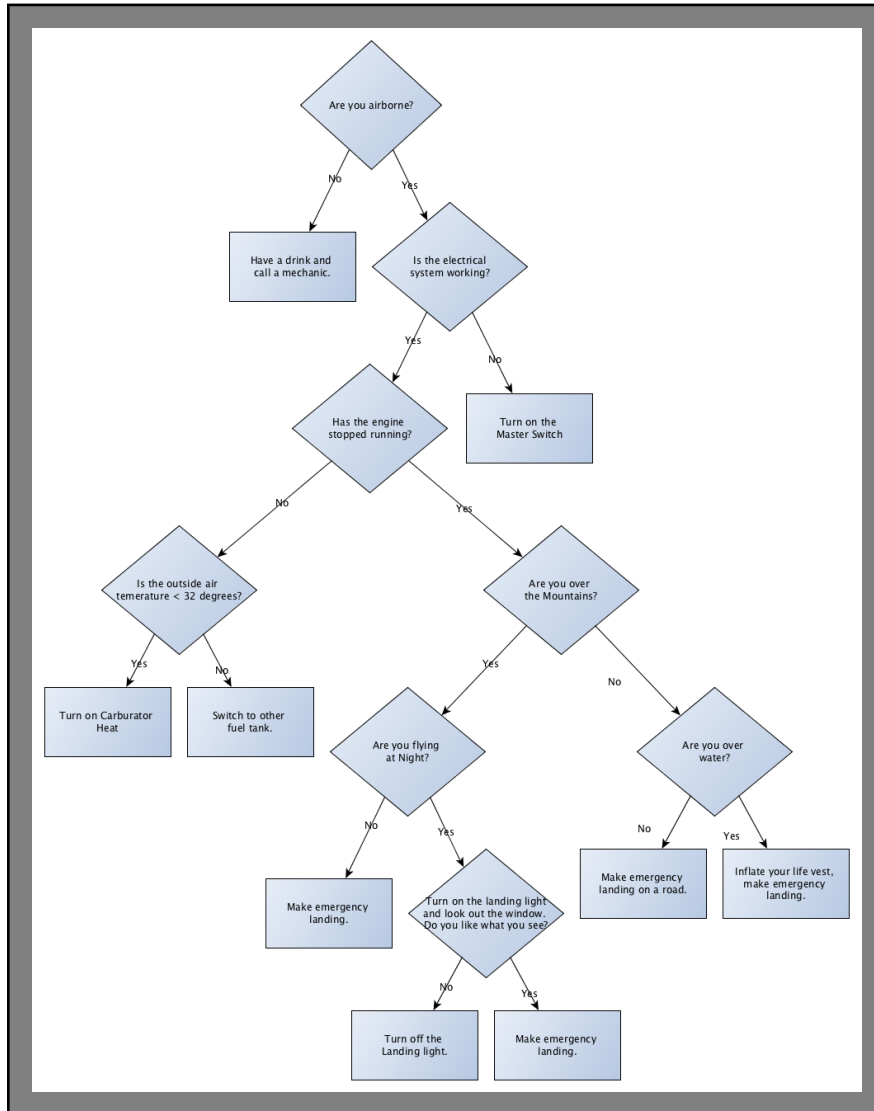 Are you airborne?
No
Yes
Have a drink and
call a mechanic.
Is the electrical
system working?
Yes
No
Has the engine
stopped running?
Turn on the
Master Switch
No
Yes
Is the outside air
temerature < 32 degrees?
Are you over
the Mountains?
Yes
No
Yes
No
Turn on Carburator
Heat
Switch to other
fuel tank.
Are you flying
at Night?
Are you over
water?
No
Yes
No
Yes
Make emergency
landing.
Turn on the landing light
and look out the window.
Do you like what you see?
Make emergency
landing on a road.
Inflate your life vest,
make emergency
landing.
No
Yes
Turn off the
Landing light.
Make emergency
landing.